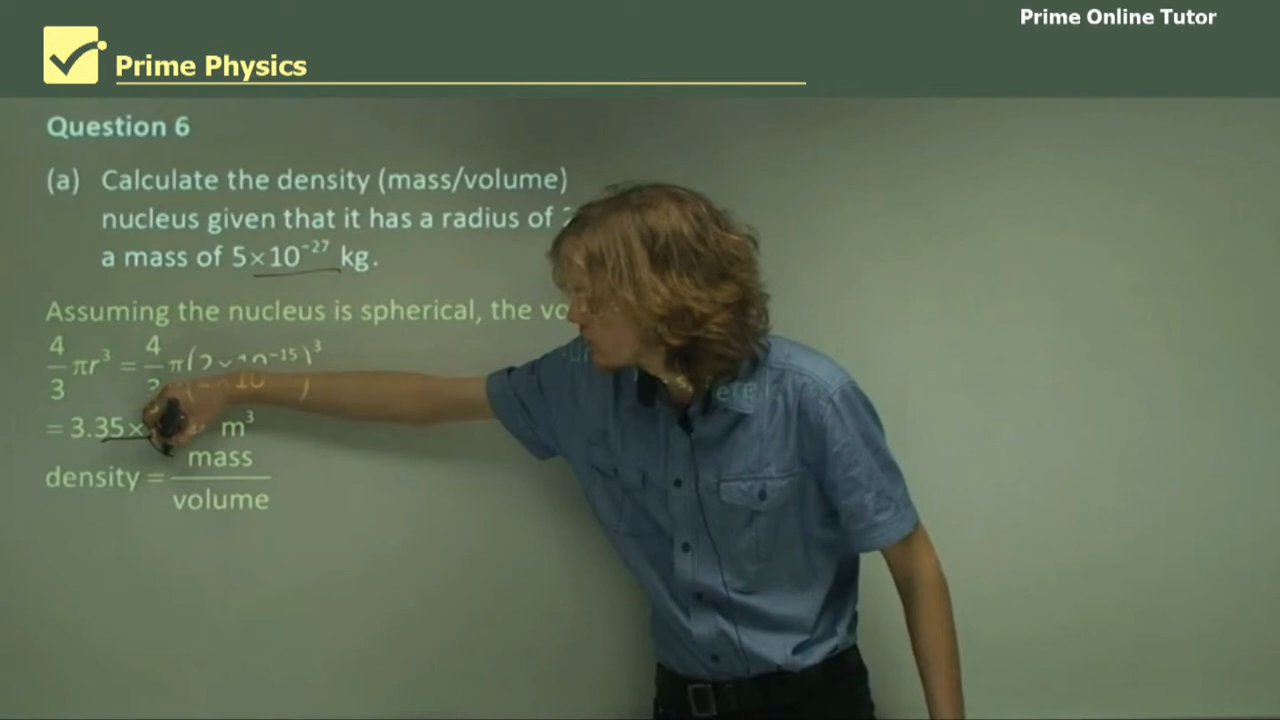 Prime Online Tutor
Prime Physics
Question 6
(a) Calculate the density (mass/volume)
nucleus given that it has a radius of
a mass of 5×10⁻²⁷ kg.
Assuming the nucleus is spherical, the
4/3 πr³ = 4/3 π(2×10⁻¹⁵)³
= 3.35× m³
density = mass/volume